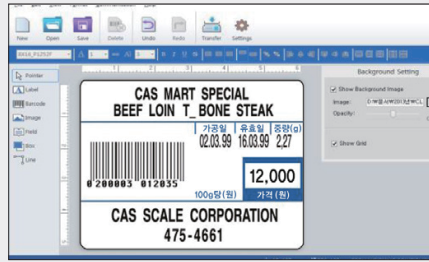 New Open Save Delete Undo Redo Transfer Settings
Pointer
Label
Barcode
Image
Field
Box
Line
CAS MART SPECIAL
BEEF LOIN T_BONE STEAK
가공일 유효일 중량(g)
02.03.99 16.03.99 2,27
0200003 012035
12,000
100g당(원) 가격(원)
CAS SCALE CORPORATION
475-4661
Background Setting
Show Background Image
Image:
Opacity:
Show Grid